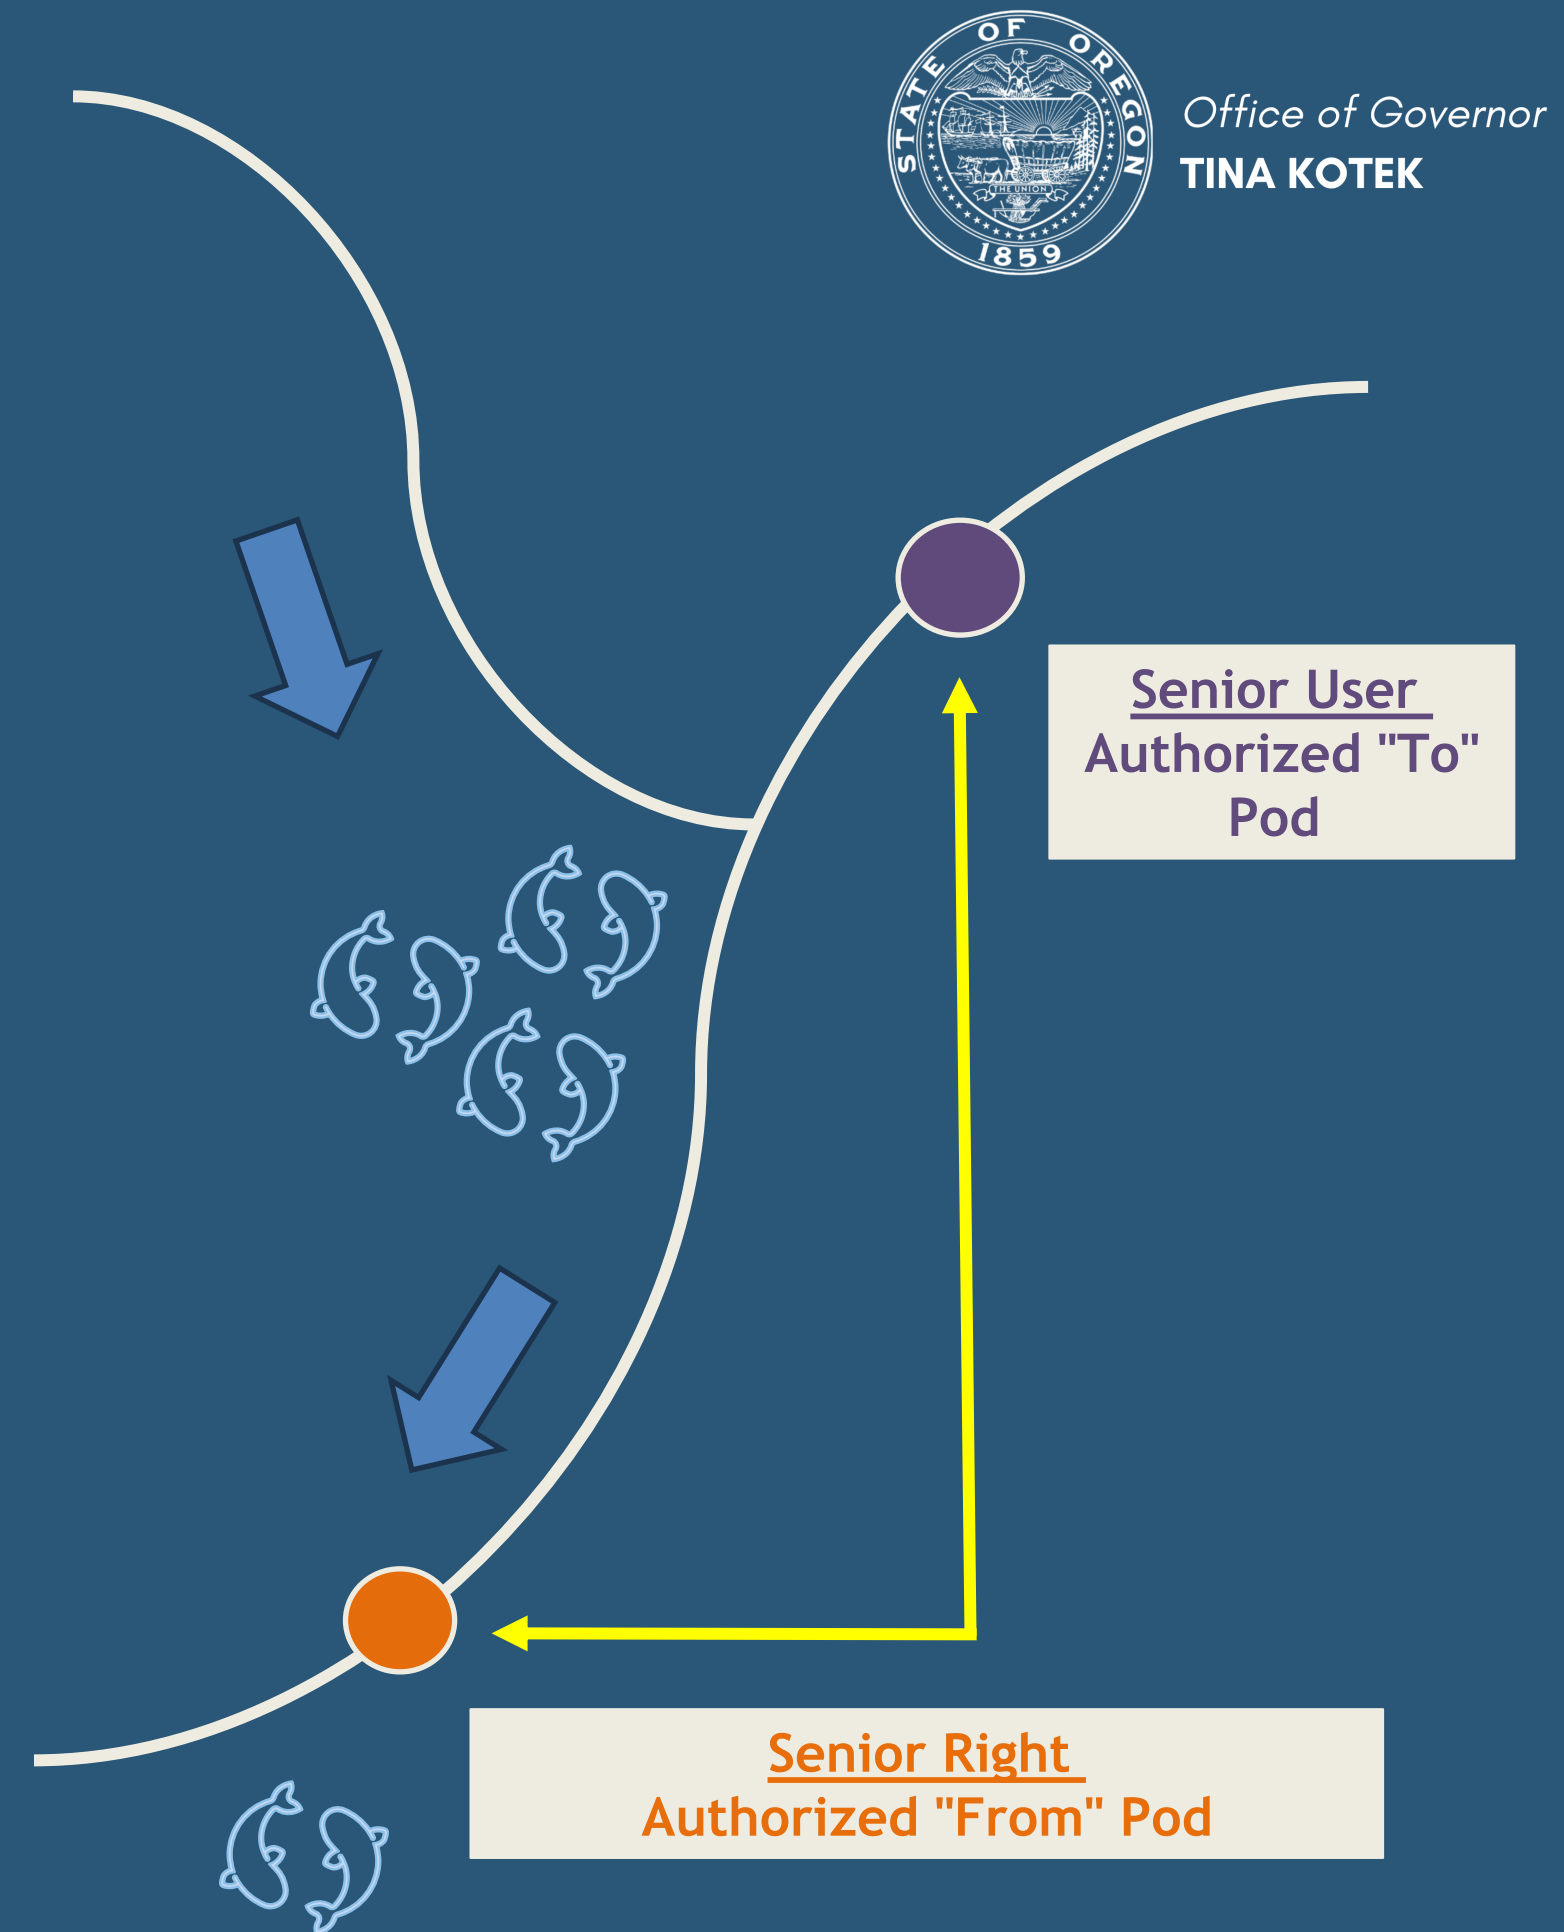 STATE OF OREGON
THE UNION
1859
Office of Governor
TINA KOTEK
Senior User
Authorized "To"
Pod
Senior Right
Authorized "From" Pod